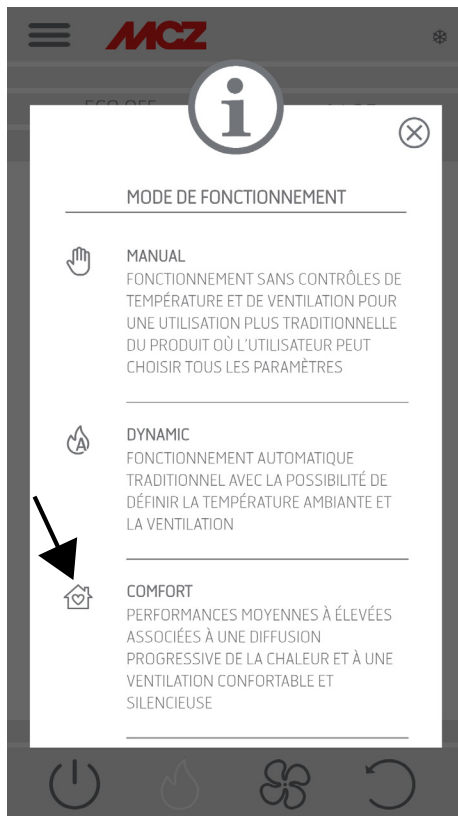 MCZ
ECO OFF
i
MODE DE FONCTIONNEMENT
MANUAL
FONCTIONNEMENT SANS CONTRÔLES DE
TEMPÉRATURE ET DE VENTILATION POUR
UNE UTILISATION PLUS TRADITIONNELLE
DU PRODUIT OÙ L'UTILISATEUR PEUT
CHOISIR TOUS LES PARAMÈTRES
A
DYNAMIC
FONCTIONNEMENT AUTOMATIQUE
TRADITIONNEL AVEC LA POSSIBILITÉ DE
DÉFINIR LA TEMPÉRATURE AMBIANTE ET
LA VENTILATION
COMFORT
PERFORMANCES MOYENNES À ÉLEVÉES
ASSOCIÉES À UNE DIFFUSION
PROGRESSIVE DE LA CHALEUR ET À UNE
VENTILATION CONFORTABLE ET
SILENCIEUSE